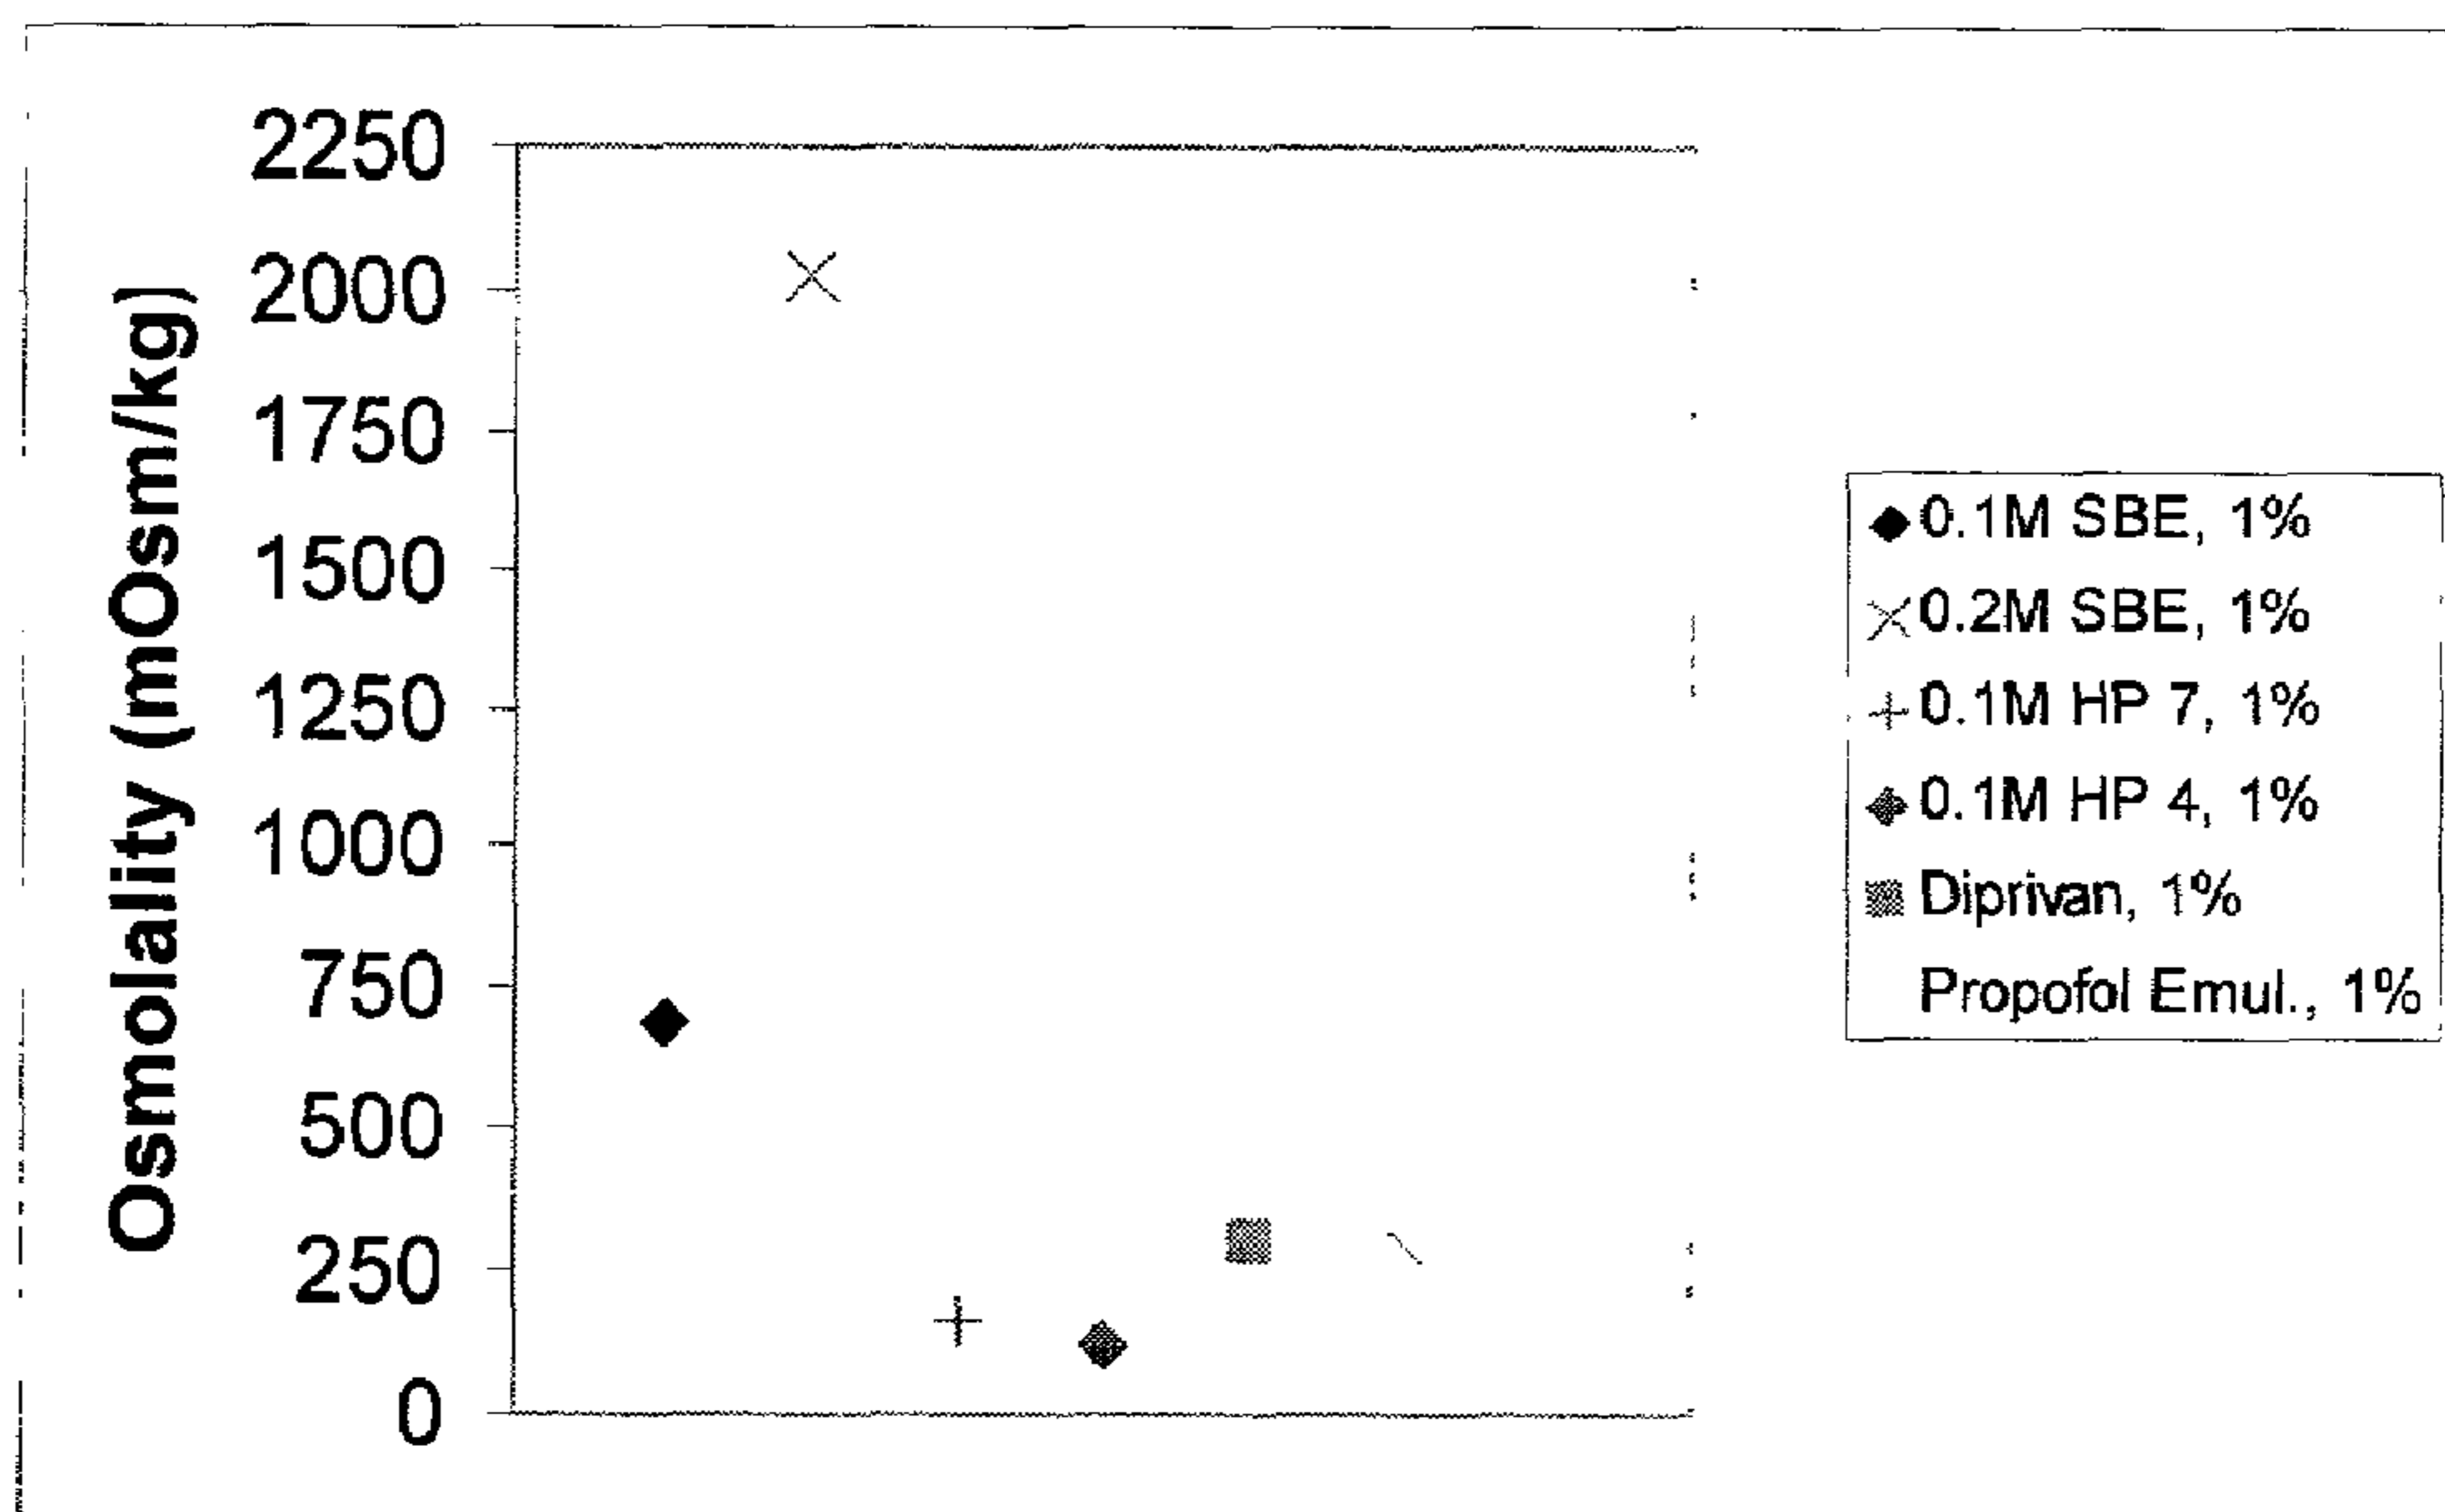 Osmolality (mOsm/kg)
2250
2000
1750
1500
1250
1000
750
500
250
0
0.1M SBE, 1%
0.2M SBE, 1%
0.1M HP 7, 1%
0.1M HP 4, 1%
Diprivan, 1%
Propofol Emul., 1%